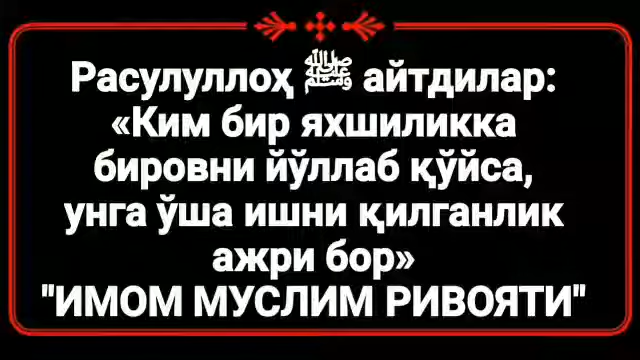 Расулуллоҳ ﷺ айтдилар:
«Ким бир яхшиликка
бировни йўллаб қўйса,
унга ўша ишни қилганлик
ажри бор»
"ИМОМ МУСЛИМ РИВОЯТИ"